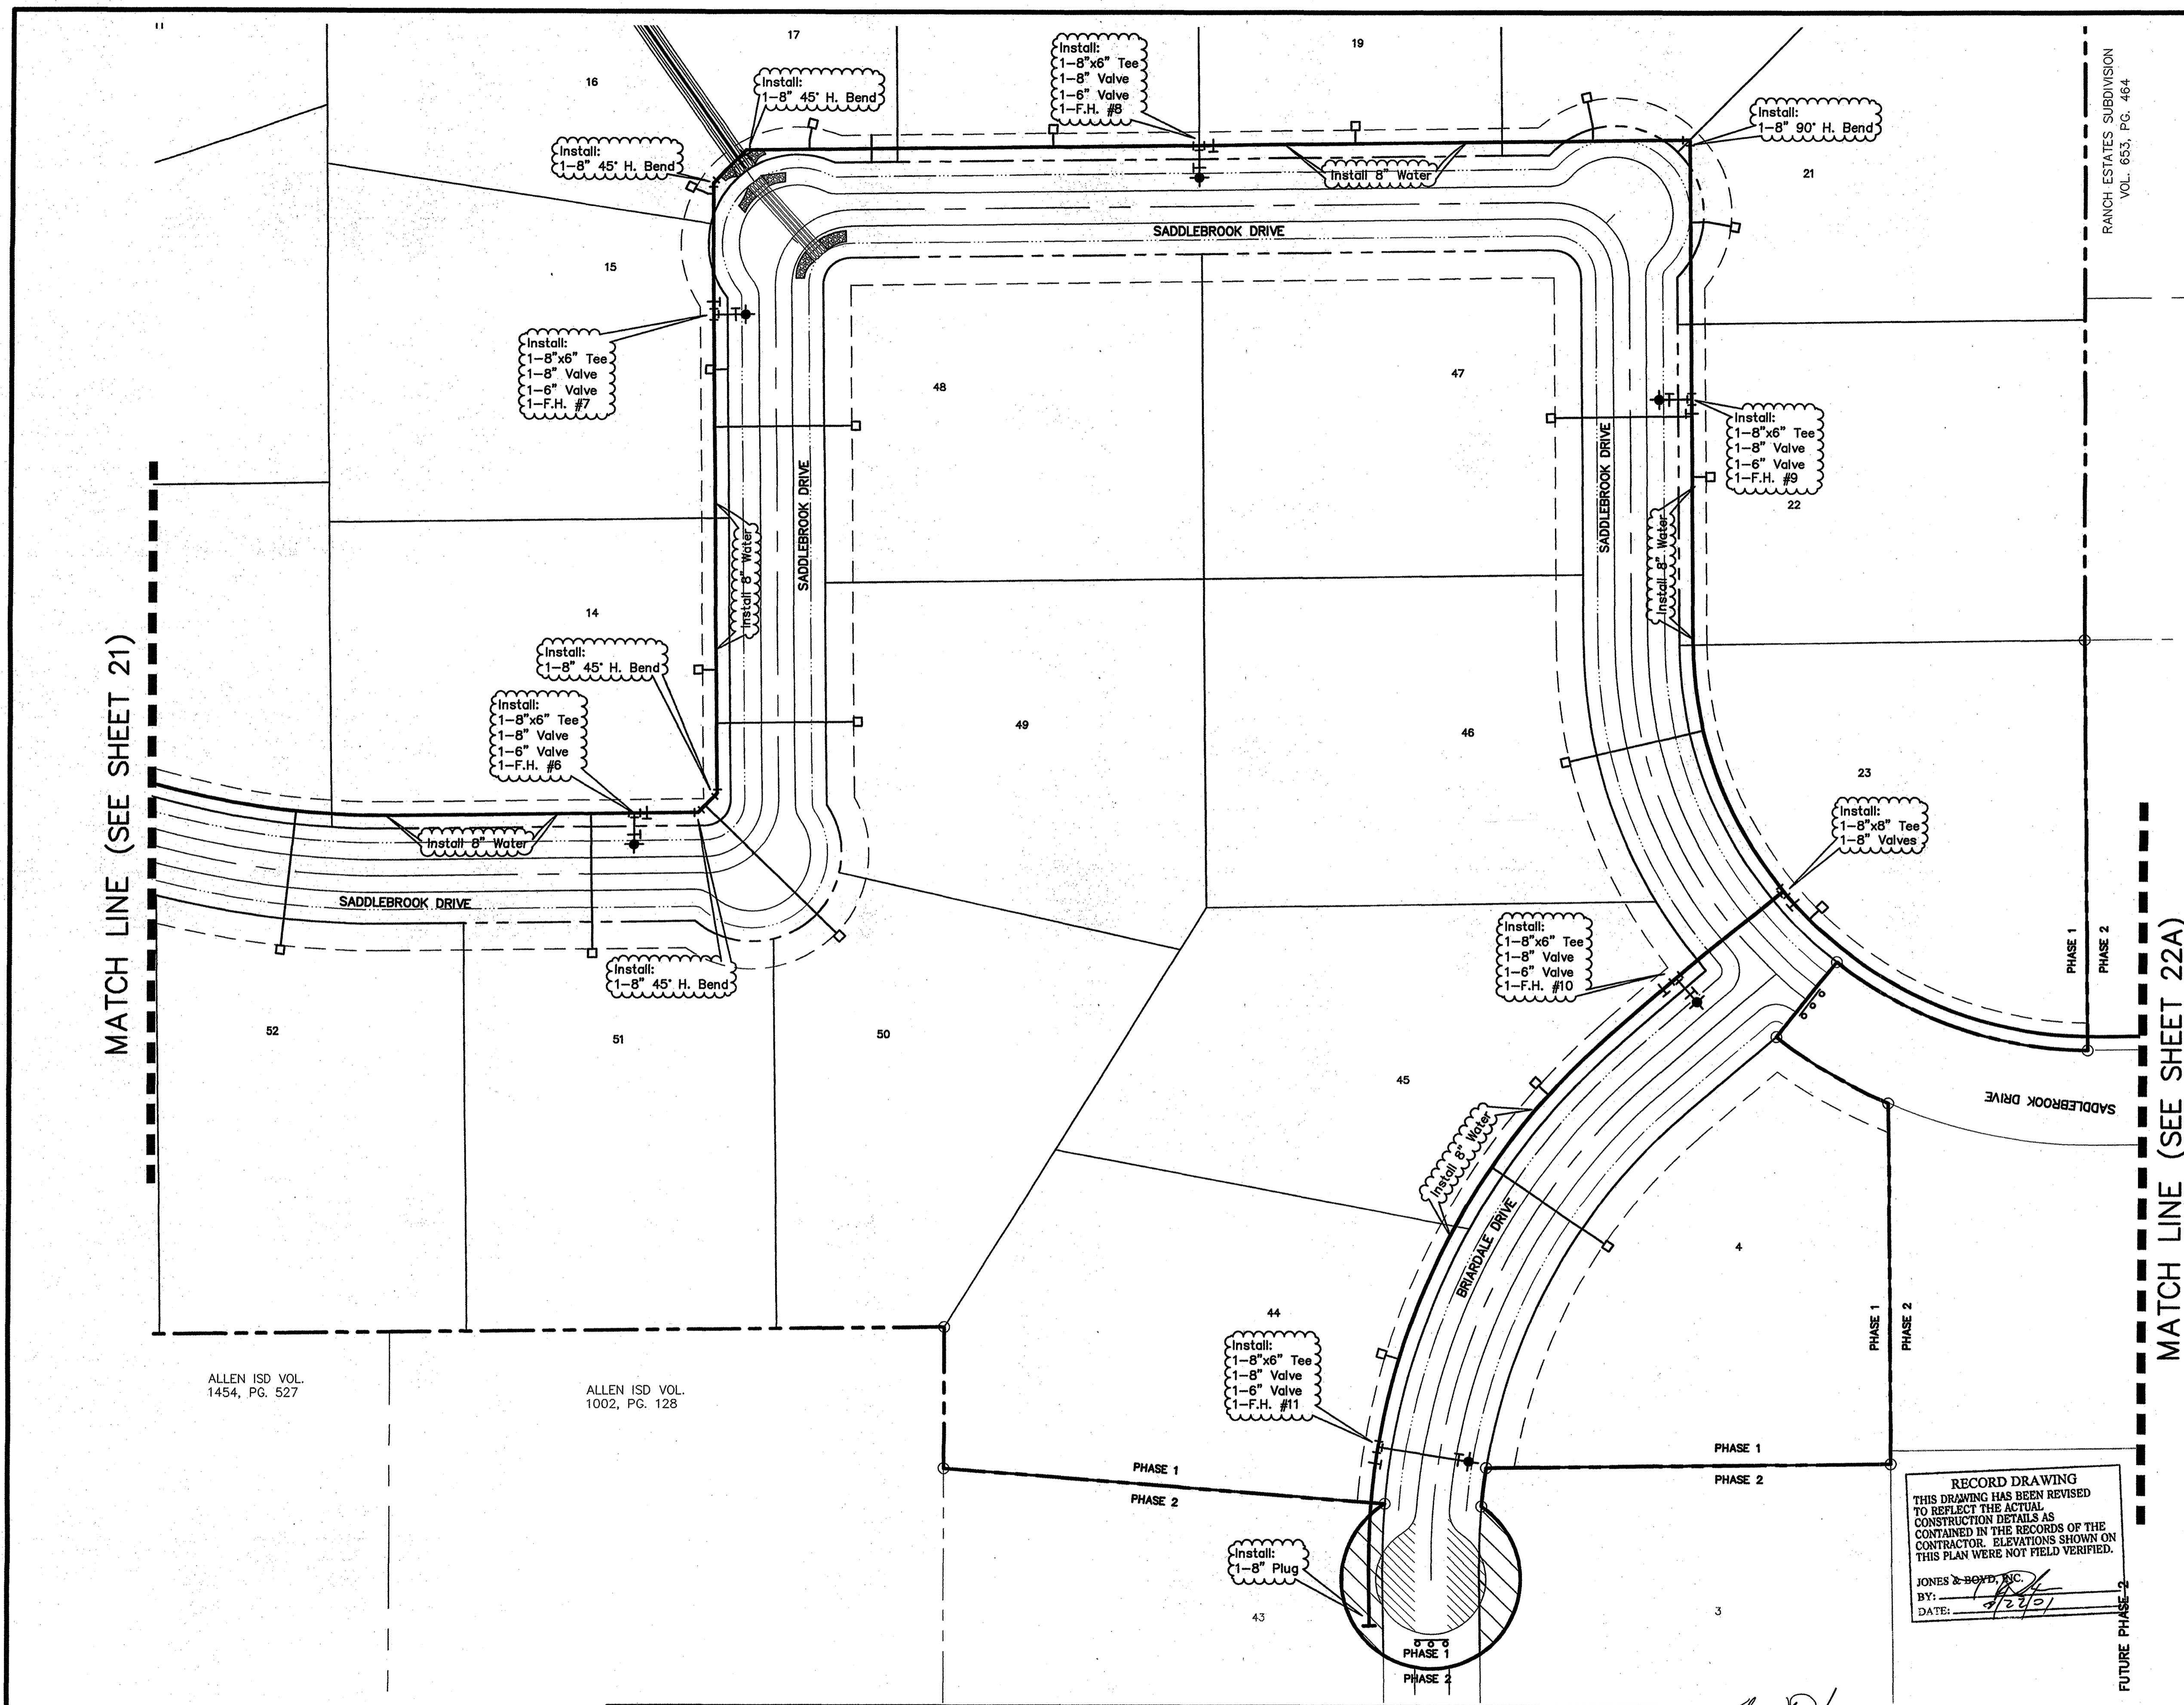 11
17
19
16
Install:
1-8" 45° H. Bend
Install:
1-8"x6" Tee
1-8" Valve
1-6" Valve
1-F.H. #8
Install:
1-8" 90° H. Bend
RANCH ESTATES SUBDIVISION
VOL. 653, PG. 464
Install:
1-8" 45° H. Bend
Install 8" Water
21
SADDLEBROOK DRIVE
15
Install:
1-8"x6" Tee
1-8" Valve
1-6" Valve
1-F.H. #7
48
47
Install:
1-8"x6" Tee
1-8" Valve
1-6" Valve
1-F.H. #9
22
SADDLEBROOK DRIVE
SADDLEBROOK DRIVE
Install 8" Water
Install 8" Water
14
Install:
1-8" 45° H. Bend
MATCH LINE (SEE SHEET 21)
Install:
1-8"x6" Tee
1-8" Valve
1-6" Valve
1-F.H. #6
49
46
23
Install:
1-8"x8" Tee
1-8" Valves
Install 8" Water
SADDLEBROOK DRIVE
Install:
1-8" 45° H. Bend
Install:
1-8"x6" Tee
1-8" Valve
1-6" Valve
1-F.H. #10
PHASE 1
PHASE 2
MATCH LINE (SEE SHEET 22A)
52
51
50
45
SADDLEBROOK DRIVE
Install 8" Water
BRIARDALE DRIVE
4
44
PHASE 1
PHASE 2
Install:
1-8"x6" Tee
1-8" Valve
1-6" Valve
1-F.H. #11
ALLEN ISD VOL.
1454, PG. 527
ALLEN ISD VOL.
1002, PG. 128
PHASE 1
PHASE 2
PHASE 1
PHASE 2
Install:
1-8" Plug
43
3
PHASE 1
PHASE 2
RECORD DRAWING
THIS DRAWING HAS BEEN REVISED
TO REFLECT THE ACTUAL
CONSTRUCTION DETAILS AS
CONTAINED IN THE RECORDS OF THE
CONTRACTOR. ELEVATIONS SHOWN ON
THIS PLAN WERE NOT FIELD VERIFIED.
JONES & BOYD, INC.
BY:
DATE: 8/22/01
FUTURE PHASE 2